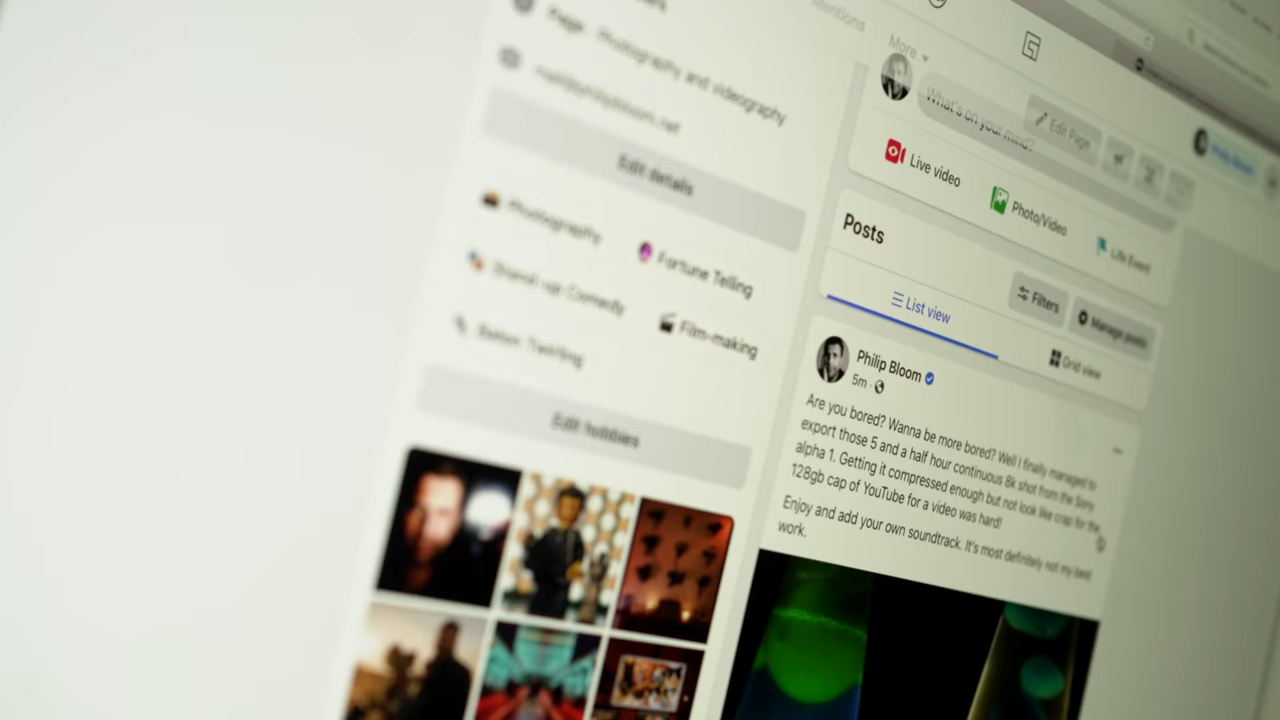 Mentions
More
Page · Photography and videography
What's on your mind?
Edit Page
Live video
Photo/Video
Life Event
Edit details
Photography
Fortune Telling
Stand-up Comedy
Film-making
Baton Twirling
Edit hobbies
Posts
Filters
Manage posts
List view
Grid view
Philip Bloom
5m ·
Are you bored? Wanna be more bored? Well I finally managed to
export those 5 and a half hour continuous 8k shot from the Sony
alpha 1. Getting it compressed enough but not look like crap for the
128gb cap of YouTube for a video was hard!
Enjoy and add your own soundtrack. It's most definitely not my best
work.